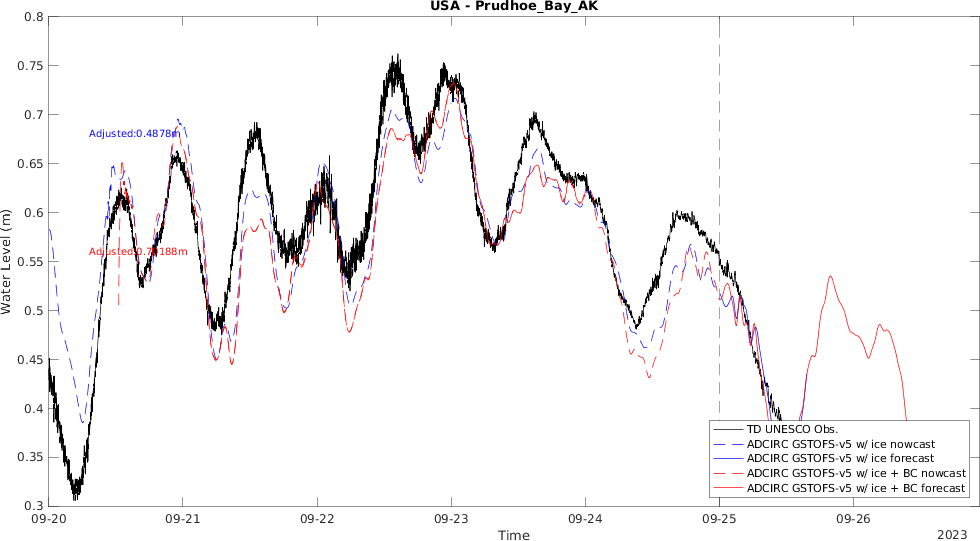 USA - Prudhoe_Bay_AK
0.8
0.75
0.7
0.65
0.6
0.55
0.5
0.45
0.4
0.35
0.3
Water Level (m)
Adjusted:0.4878m
TD UNESCO Obs.
ADCIRC GSTOFS-v5 w/ ice nowcast
ADCIRC GSTOFS-v5 w/ ice forecast
ADCIRC GSTOFS-v5 w/ ice + BC nowcast
ADCIRC GSTOFS-v5 w/ ice + BC forecast
09-20 09-21 09-22 09-23 09-24 09-25 09-26
Time
2023